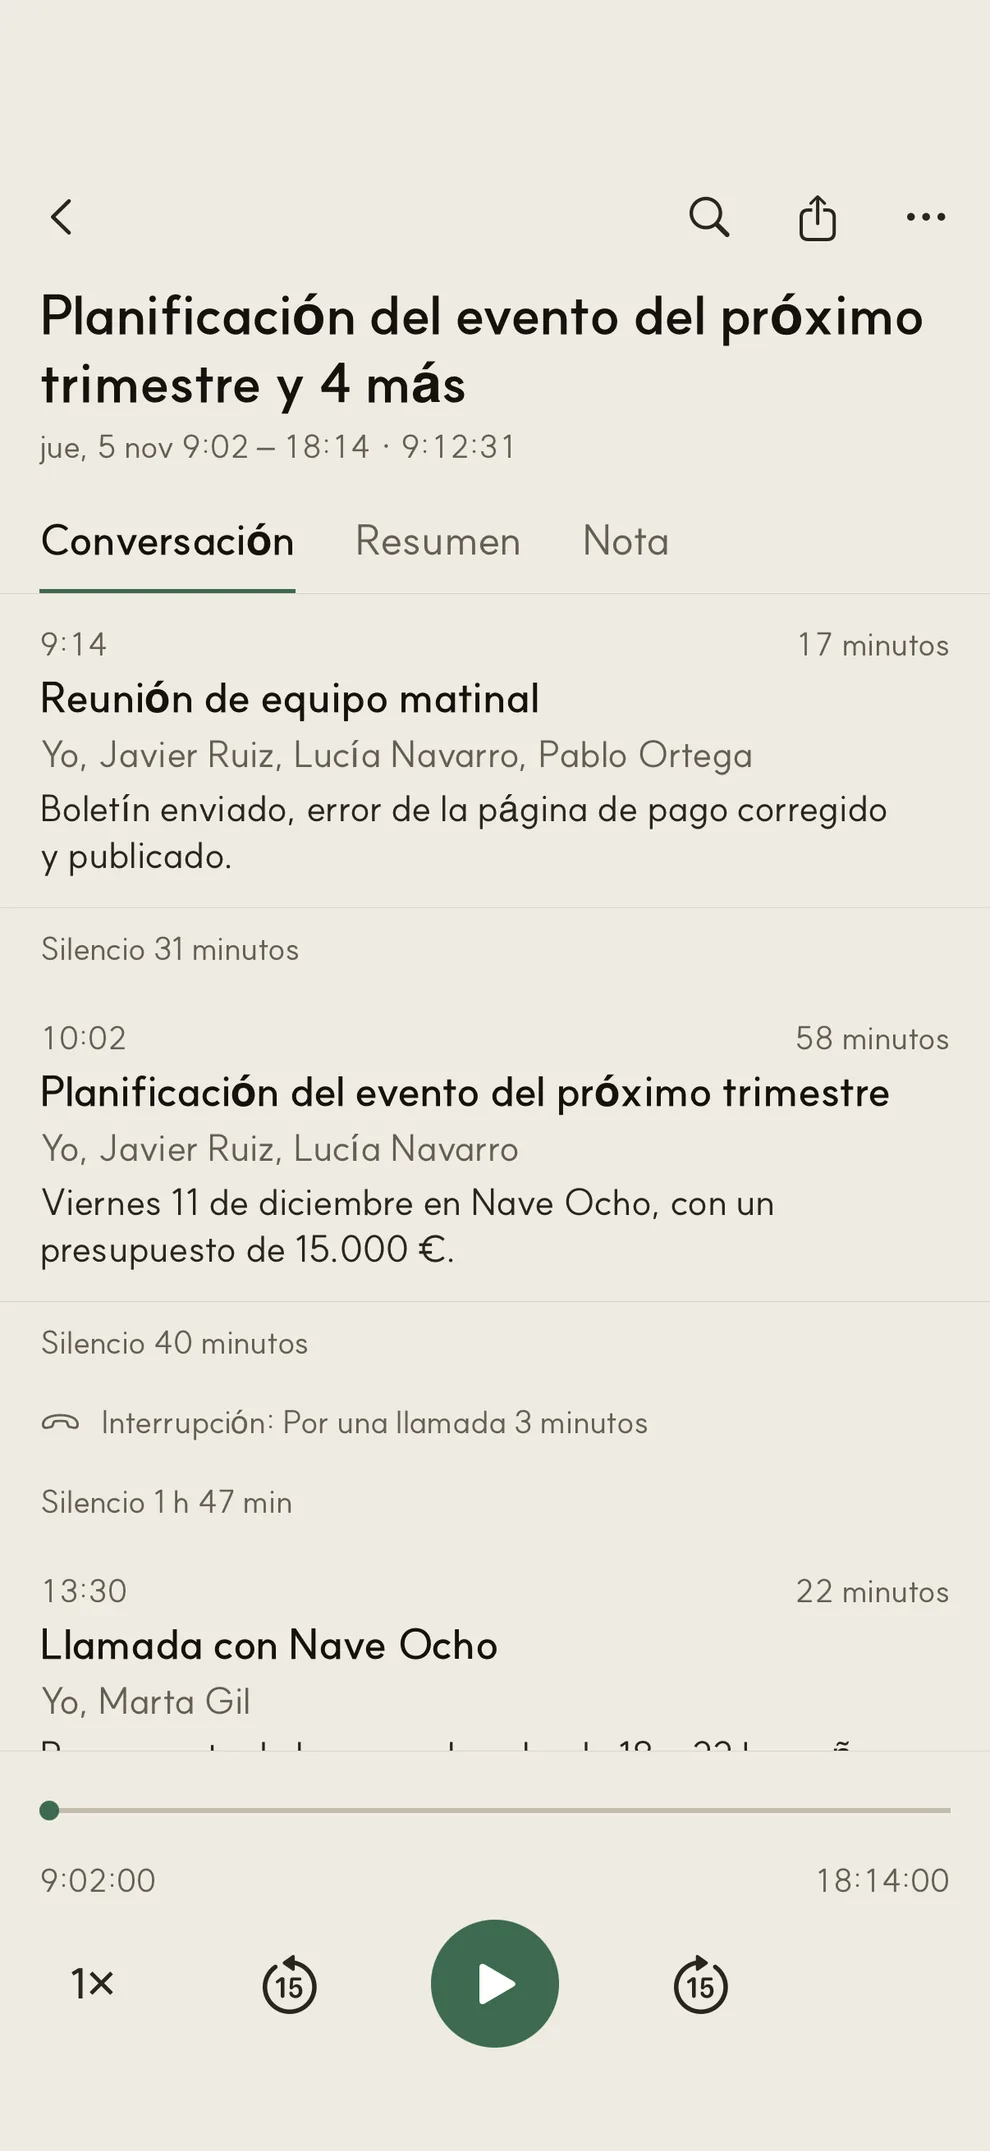 Planificación del evento del próximo
trimestre y 4 más
jue, 5 nov 9:02 – 18:14 · 9:12:31
Conversación Resumen Nota
9:14 17 minutos
Reunión de equipo matinal
Yo, Javier Ruiz, Lucía Navarro, Pablo Ortega
Boletín enviado, error de la página de pago corregido
y publicado.
Silencio 31 minutos
10:02 58 minutos
Planificación del evento del próximo trimestre
Yo, Javier Ruiz, Lucía Navarro
Viernes 11 de diciembre en Nave Ocho, con un
presupuesto de 15.000 €.
Silencio 40 minutos
Interrupción: Por una llamada 3 minutos
Silencio 1 h 47 min
13:30 22 minutos
Llamada con Nave Ocho
Yo, Marta Gil
9:02:00 18:14:00
1× 15 15